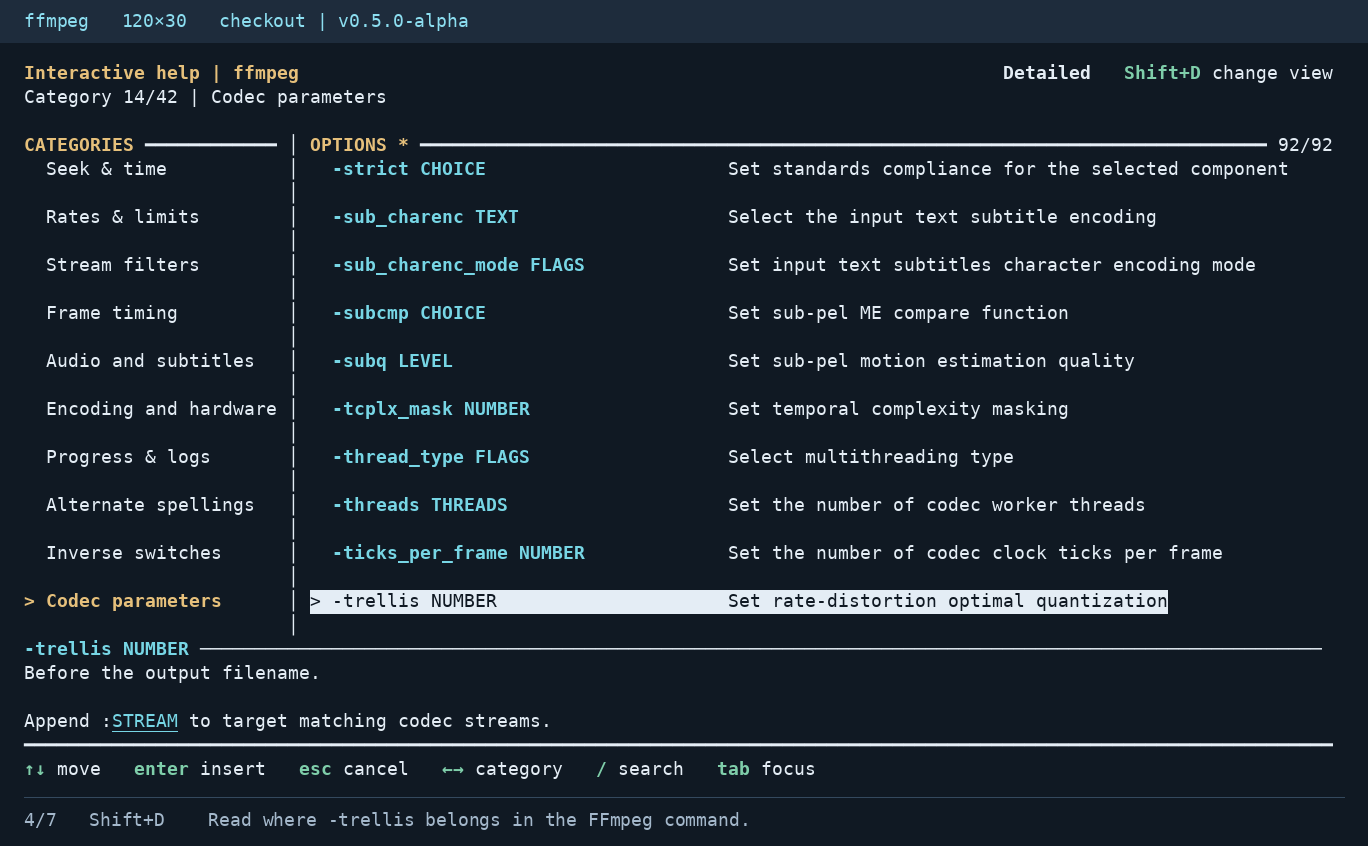 ffmpeg 120×30 checkout | v0.5.0-alpha
Interactive help | ffmpeg Detailed Shift+D change view
Category 14/42 | Codec parameters
CATEGORIES OPTIONS * 92/92
Seek & time -strict CHOICE Set standards compliance for the selected component
Rates & limits -sub_charenc TEXT Select the input text subtitle encoding
Stream filters -sub_charenc_mode FLAGS Set input text subtitles character encoding mode
Frame timing -subcmp CHOICE Set sub-pel ME compare function
Audio and subtitles -subq LEVEL Set sub-pel motion estimation quality
Encoding and hardware -tcplx_mask NUMBER Set temporal complexity masking
Progress & logs -thread_type FLAGS Select multithreading type
Alternate spellings -threads THREADS Set the number of codec worker threads
Inverse switches -ticks_per_frame NUMBER Set the number of codec clock ticks per frame
> Codec parameters > -trellis NUMBER Set rate-distortion optimal quantization
-trellis NUMBER
Before the output filename.
Append :STREAM to target matching codec streams.
↑↓ move enter insert esc cancel ←→ category / search tab focus
4/7 Shift+D Read where -trellis belongs in the FFmpeg command.